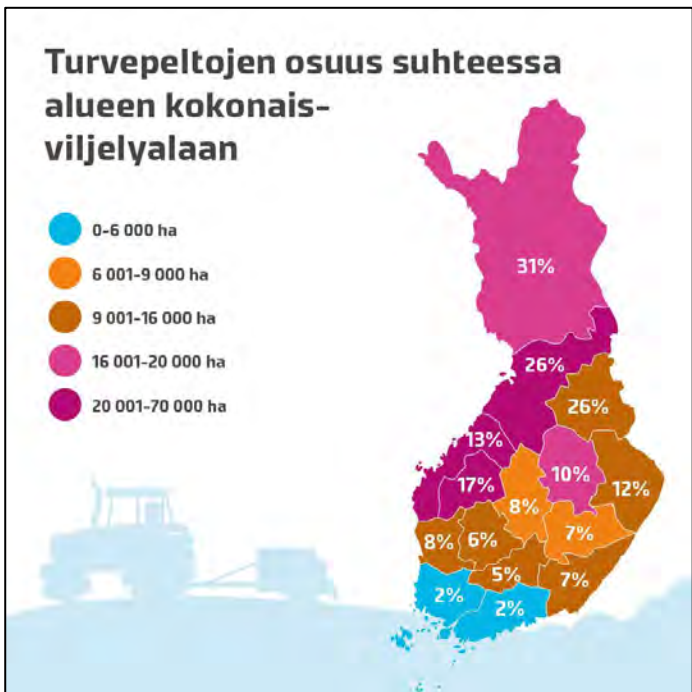 Turvepeltojen osuus suhteessa
alueen kokonais-
viljelyalaan
0-6 000 ha
6 001-9 000 ha
9 001-16 000 ha
16 001-20 000 ha
20 001-70 000 ha
31%
26%
26%
13%
10%
17%
12%
8%
7%
8%
6%
5%
7%
2%
2%